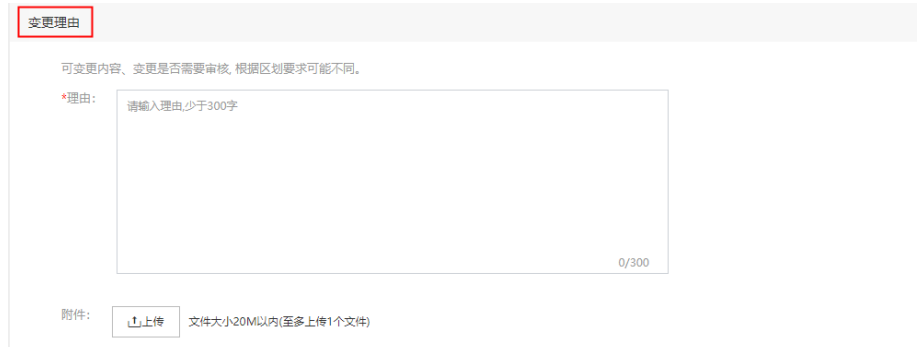 变更理由
可变更内容、变更是否需要审核, 根据区划要求可能不同。
*理由：
请输入理由,少于300字
0/300
附件： 上传 文件大小20M以内(至多上传1个文件)